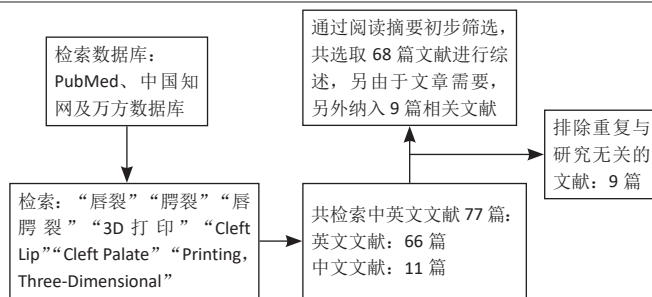 检索数据库：
PubMed、中国知
网及万方数据库
检索：“唇裂”“腭裂”“唇
腭裂”“3D打印”“Cleft
Lip”“Cleft Palate”“Printing，
Three-Dimensional”
共检索中英文文献 77 篇：
英文文献：66 篇
中文文献：11 篇
通过阅读摘要初步筛选，
共选取 68 篇文献进行综
述，另由于文章需要，
另外纳入 9 篇相关文献
排除重复与
研究无关的
文献：9 篇